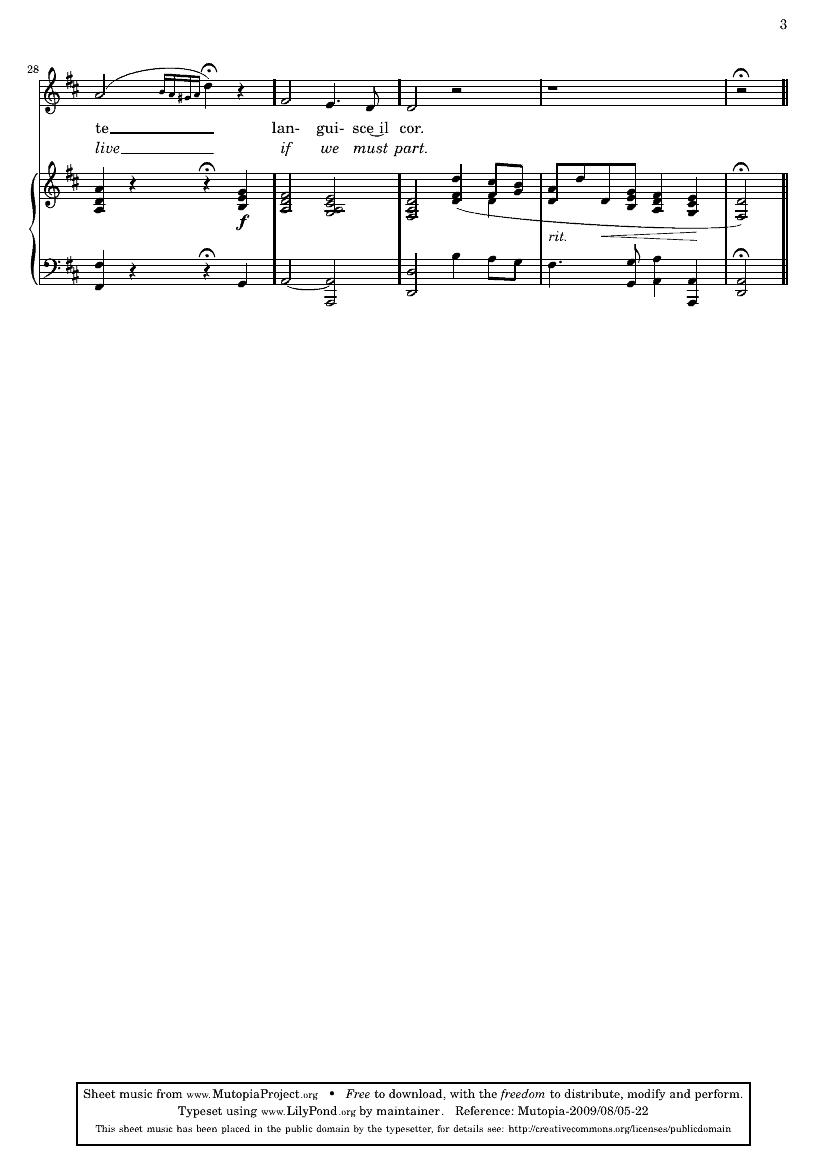 3
28
te lan- gui- sce il cor.
live if we must part.
f
rit.
Sheet music from www.MutopiaProject.org • Free to download, with the freedom to distribute, modify and perform.
Typeset using www.LilyPond.org by maintainer. Reference: Mutopia-2009/08/05-22
This sheet music has been placed in the public domain by the typesetter, for details see: http://creativecommons.org/licenses/publicdomain